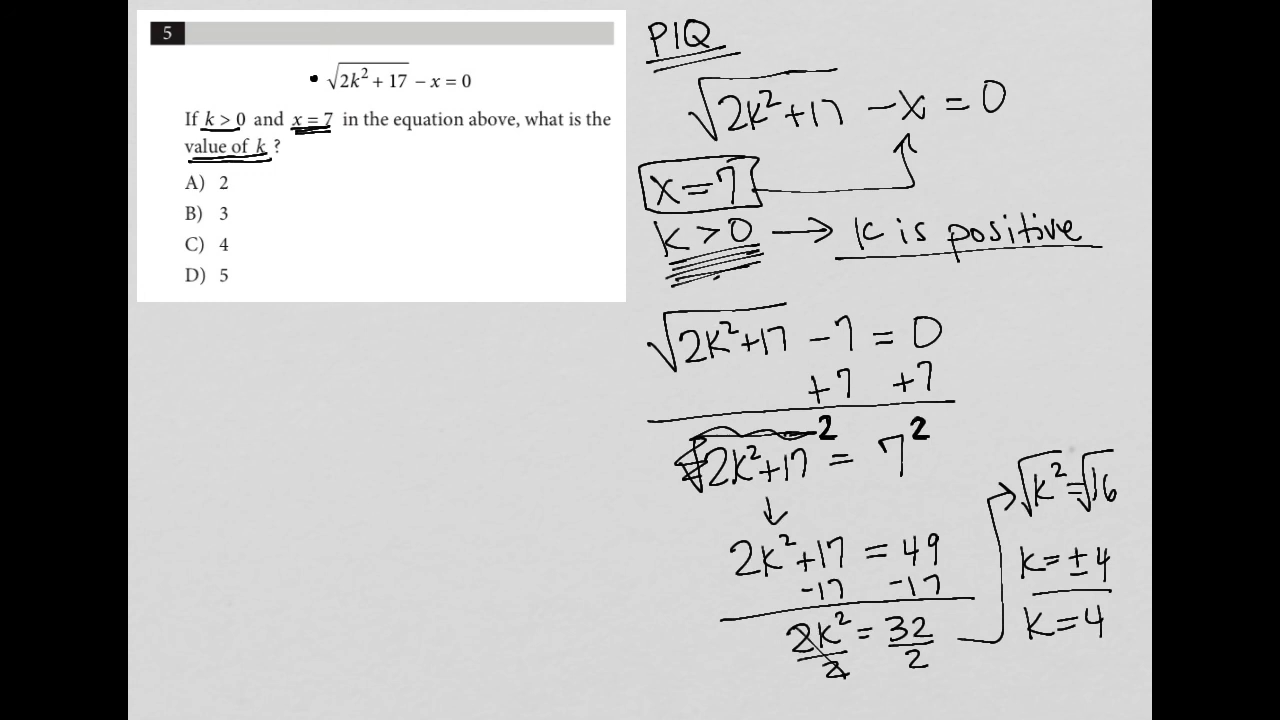 5
√2k² + 17 − x = 0
If k > 0 and x = 7 in the equation above, what is the
value of k ?
A) 2
B) 3
C) 4
D) 5
PIQ
√2k²+17 −x = 0
x=7
k>0 → k is positive
√2k²+17 −7 = 0
+7 +7
√2k²+17² = 7²
2k²+17 = 49
-17 -17
2k²/2 = 32/2
√k²=√16
k=±4
k=4